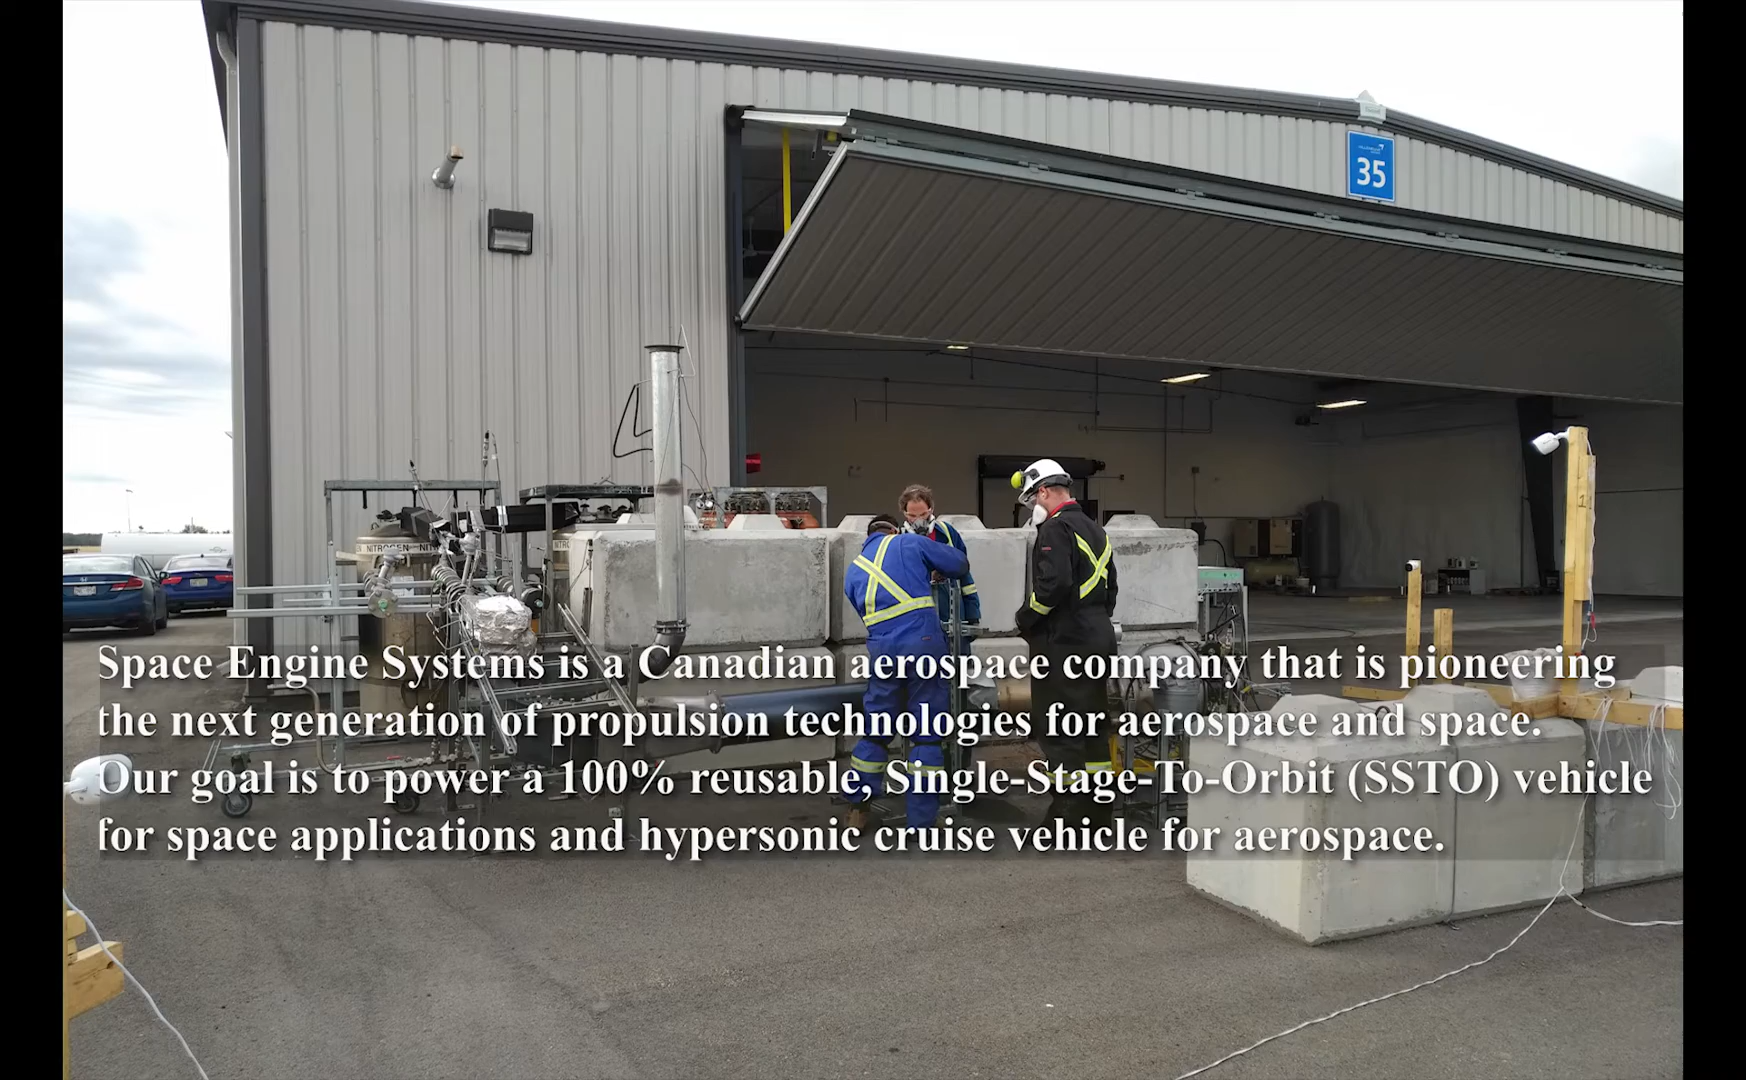 35
NITROGEN
Space Engine Systems is a Canadian aerospace company that is pioneering
the next generation of propulsion technologies for aerospace and space.
Our goal is to power a 100% reusable, Single-Stage-To-Orbit (SSTO) vehicle
for space applications and hypersonic cruise vehicle for aerospace.